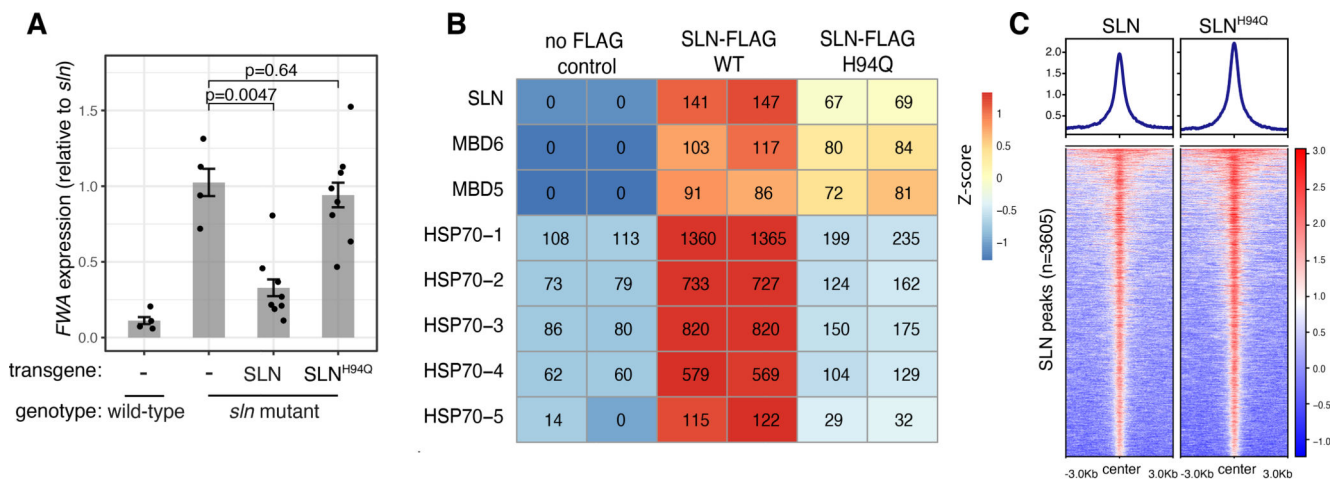 A
FWA expression (relative to sln)
1.5
1.0
0.5
0.0
p=0.64
p=0.0047
transgene: - - SLN SLN^H94Q
genotype: wild-type sln mutant
B
no FLAG control
SLN-FLAG WT
SLN-FLAG H94Q
SLN 0 0 141 147 67 69
MBD6 0 0 103 117 80 84
MBD5 0 0 91 86 72 81
HSP70–1 108 113 1360 1365 199 235
HSP70–2 73 79 733 727 124 162
HSP70–3 86 80 820 820 150 175
HSP70–4 62 60 579 569 104 129
HSP70–5 14 0 115 122 29 32
Z-score
1
0.5
0
−0.5
−1
C
SLN SLN^H94Q
2.0
1.5
1.0
0.5
SLN peaks (n=3605)
-3.0Kb center 3.0Kb -3.0Kb center 3.0Kb
3.0
2.5
2.0
1.5
1.0
0.5
0.0
−0.5
−1.0